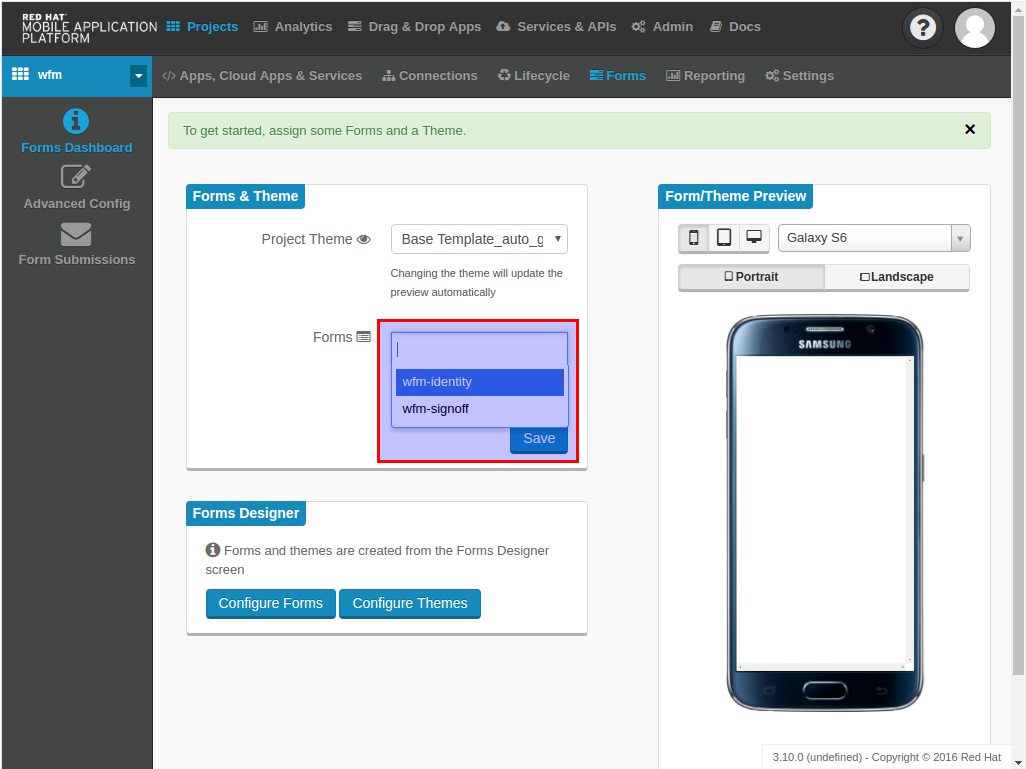 RED HAT
MOBILE APPLICATION
PLATFORM
Projects Analytics Drag & Drop Apps Services & APIs Admin Docs
wfm
</> Apps, Cloud Apps & Services Connections Lifecycle Forms Reporting Settings
Forms Dashboard
Advanced Config
Form Submissions
To get started, assign some Forms and a Theme.
Forms & Theme
Project Theme
Base Template_auto_g
Changing the theme will update the
preview automatically
Forms
wfm-identity
wfm-signoff
Save
Forms Designer
Forms and themes are created from the Forms Designer
screen
Configure Forms
Configure Themes
Form/Theme Preview
Galaxy S6
Portrait
Landscape
SAMSUNG
3.10.0 (undefined) - Copyright © 2016 Red Hat